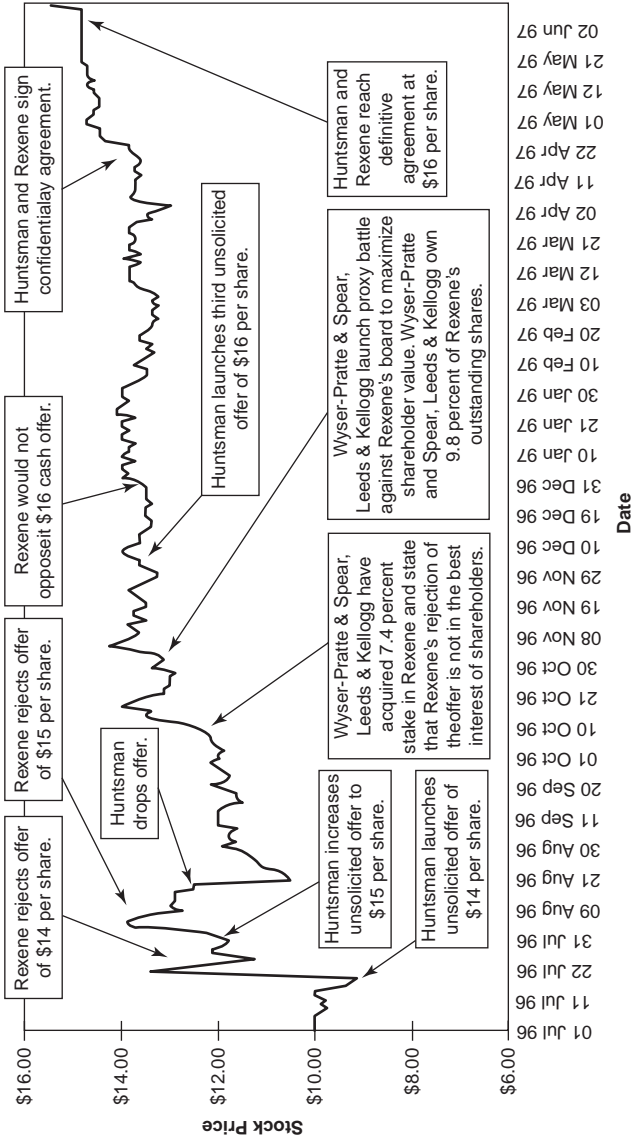 $16.00
$14.00
$12.00
$10.00
$8.00
$6.00
Stock Price
Rexene rejects offer
of $14 per share.
Rexene rejects offer
of $15 per share.
Rexene would not
opposeit $16 cash offer.
Huntsman and Rexene sign
confidentialay agreement.
Huntsman
drops offer.
Huntsman launches third unsolicited
offer of $16 per share.
Huntsman increases
unsolicited offer to
$15 per share.
Huntsman launches
unsolicited offer of
$14 per share.
Wyser-Pratte & Spear,
Leeds & Kellogg have
acquired 7.4 percent
stake in Rexene and state
that Rexene's rejection of
theoffer is not in the best
interest of shareholders.
Wyser-Pratte & Spear,
Leeds & Kellogg launch proxy battle
against Rexene's board to maximize
shareholder value. Wyser-Pratte
and Spear, Leeds & Kellogg own
9.8 percent of Rexene's
outstanding shares.
Huntsman and
Rexene reach
definitive
agreement at
$16 per share.
01 Jul 96
11 Jul 96
22 Jul 96
31 Jul 96
09 Aug 96
21 Aug 96
30 Aug 96
11 Sep 96
20 Sep 96
01 Oct 96
10 Oct 96
21 Oct 96
30 Oct 96
08 Nov 96
19 Nov 96
29 Nov 96
10 Dec 96
19 Dec 96
31 Dec 96
10 Jan 97
21 Jan 97
30 Jan 97
10 Feb 97
20 Feb 97
03 Mar 97
12 Mar 97
21 Mar 97
02 Apr 97
11 Apr 97
22 Apr 97
01 May 97
12 May 97
21 May 97
02 Jun 97
Date